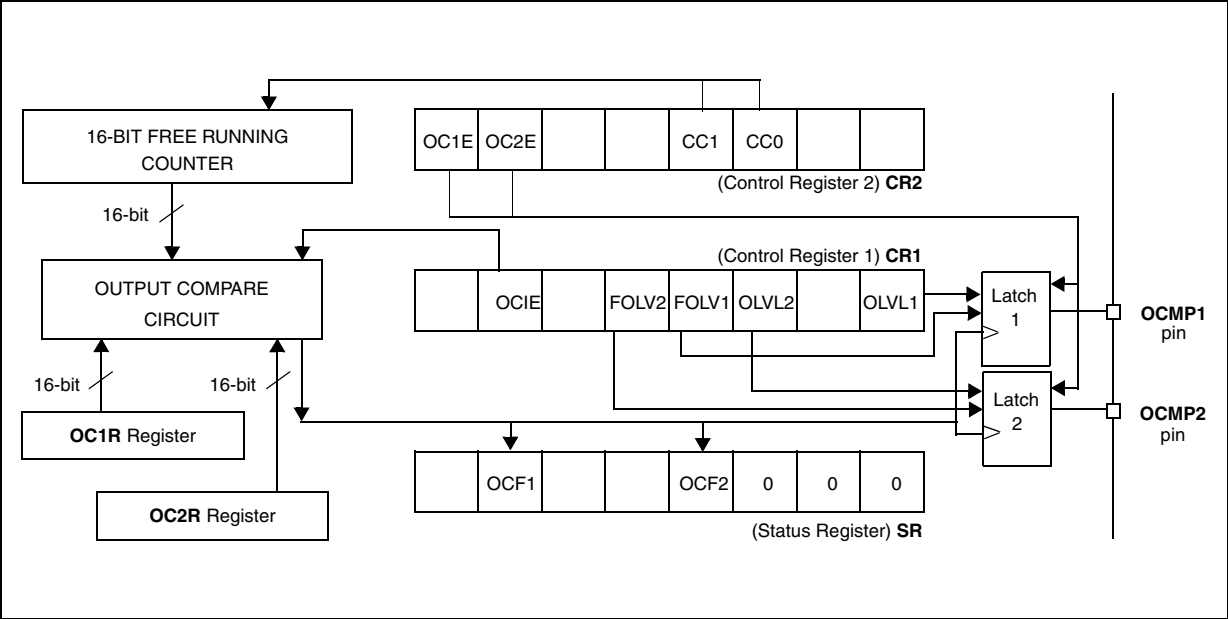 16-BIT FREE RUNNING
COUNTER
OC1E OC2E CC1 CC0
(Control Register 2) CR2
16-bit
(Control Register 1) CR1
OUTPUT COMPARE
CIRCUIT
OCIE FOLV2 FOLV1 OLVL2 OLVL1
Latch
1
OCMP1
pin
16-bit
16-bit
Latch
2
OCMP2
pin
OC1R Register
OCF1 OCF2 0 0 0
OC2R Register
(Status Register) SR